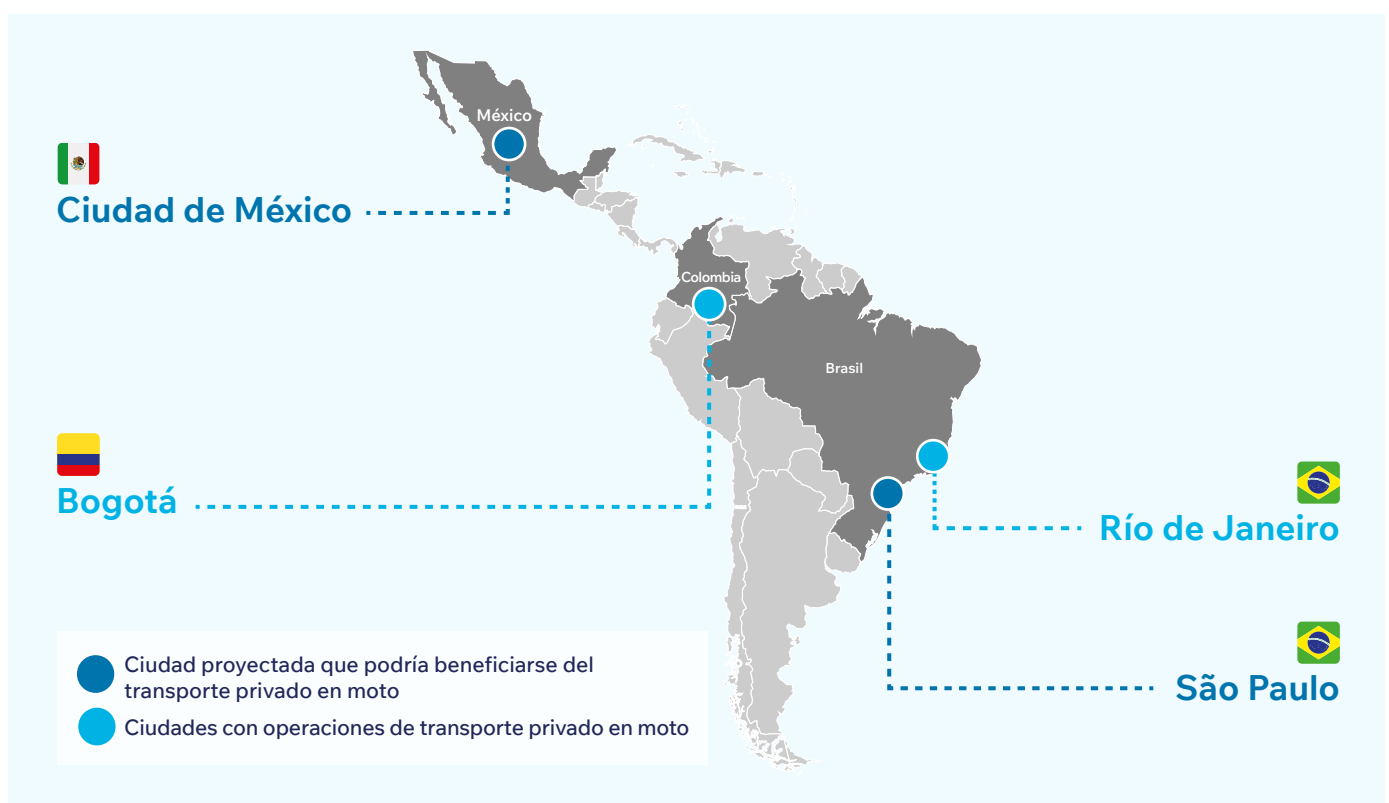 México
Ciudad de México
Colombia
Brasil
Bogotá
Río de Janeiro
São Paulo
Ciudad proyectada que podría beneficiarse del
transporte privado en moto
Ciudades con operaciones de transporte privado en moto